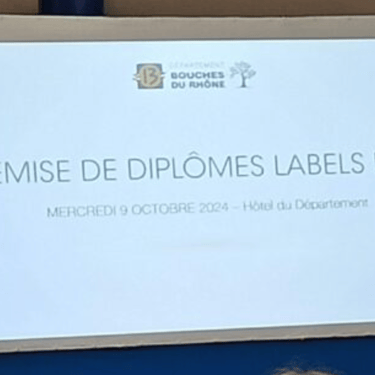 DÉPARTEMENT
BOUCHES
DU RHÔNE
EMISE DE DIPLÔMES LABELS
MERCREDI 9 OCTOBRE 2024 – Hôtel du Département